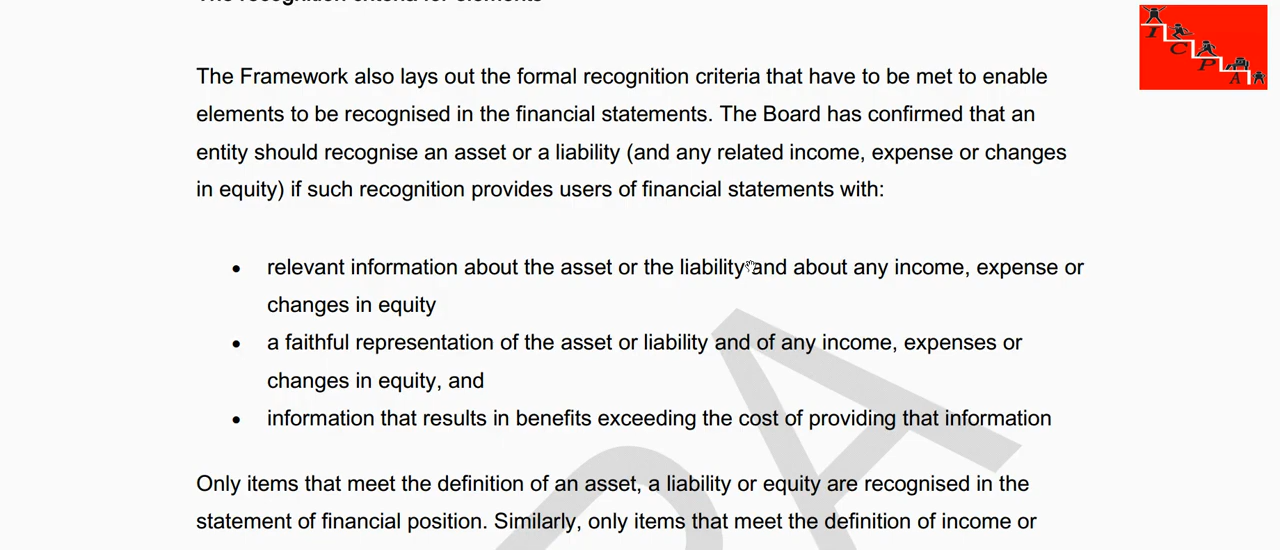 The recognition criteria for elements
I
C
P
A
The Framework also lays out the formal recognition criteria that have to be met to enable
elements to be recognised in the financial statements. The Board has confirmed that an
entity should recognise an asset or a liability (and any related income, expense or changes
in equity) if such recognition provides users of financial statements with:
• relevant information about the asset or the liability and about any income, expense or
changes in equity
• a faithful representation of the asset or liability and of any income, expenses or
changes in equity, and
• information that results in benefits exceeding the cost of providing that information
Only items that meet the definition of an asset, a liability or equity are recognised in the
statement of financial position. Similarly, only items that meet the definition of income or